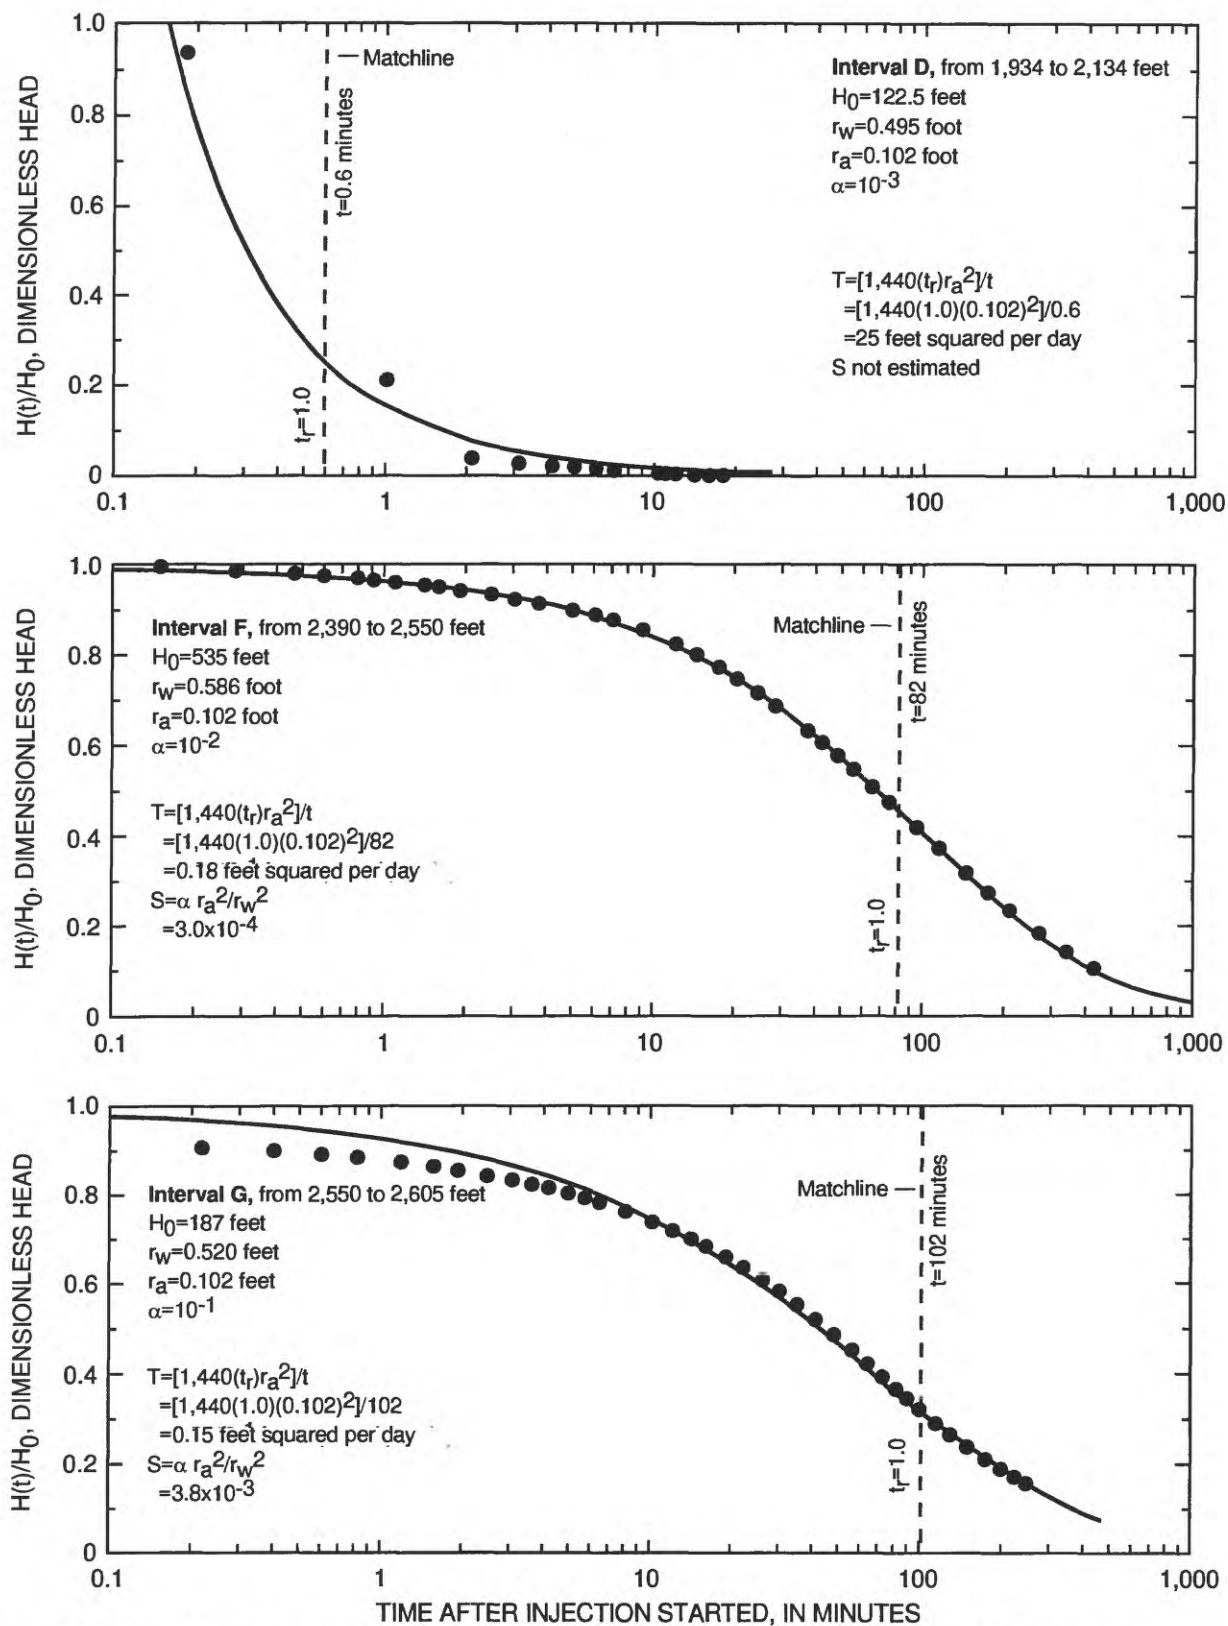 H(t)/H₀, DIMENSIONLESS HEAD
1.0
0.8
0.6
0.4
0.2
0
Matchline
t=0.6 minutes
tᵣ=1.0
Interval D, from 1,934 to 2,134 feet
H₀=122.5 feet
r_w=0.495 foot
rₐ=0.102 foot
α=10⁻³
T=[1,440(tᵣ)rₐ²]/t
=[1,440(1.0)(0.102)²]/0.6
=25 feet squared per day
S not estimated
0.1 1 10 100 1,000
H(t)/H₀, DIMENSIONLESS HEAD
1.0
0.8
0.6
0.4
0.2
0
Interval F, from 2,390 to 2,550 feet
H₀=535 feet
r_w=0.586 foot
rₐ=0.102 foot
α=10⁻²
T=[1,440(tᵣ)rₐ²]/t
=[1,440(1.0)(0.102)²]/82
=0.18 feet squared per day
S=α rₐ²/r_w²
=3.0x10⁻⁴
Matchline
t=82 minutes
tᵣ=1.0
0.1 1 10 100 1,000
H(t)/H₀, DIMENSIONLESS HEAD
1.0
0.8
0.6
0.4
0.2
0
Interval G, from 2,550 to 2,605 feet
H₀=187 feet
r_w=0.520 feet
rₐ=0.102 feet
α=10⁻¹
T=[1,440(tᵣ)rₐ²]/t
=[1,440(1.0)(0.102)²]/102
=0.15 feet squared per day
S=α rₐ²/r_w²
=3.8x10⁻³
Matchline
t=102 minutes
tᵣ=1.0
0.1 1 10 100 1,000
TIME AFTER INJECTION STARTED, IN MINUTES